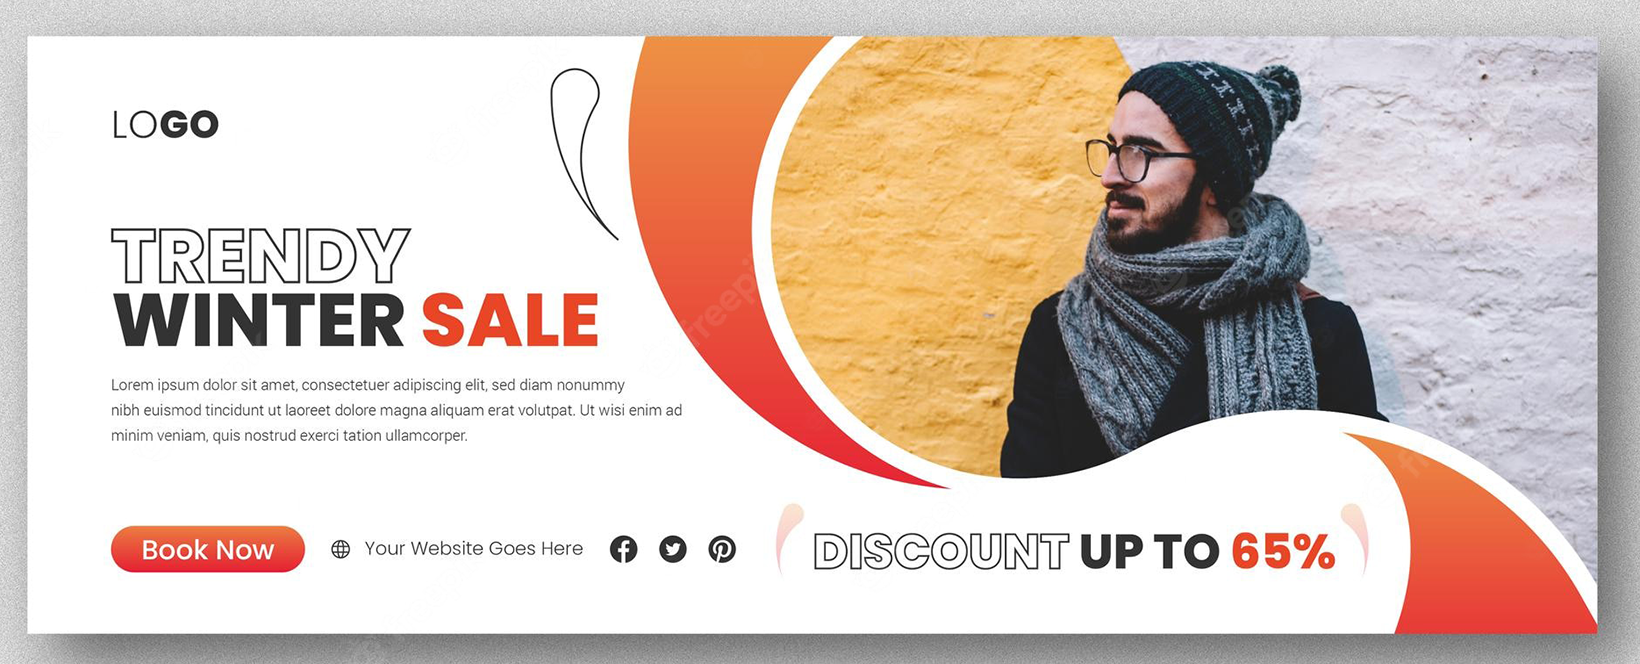 LOGO
TRENDY
WINTER SALE
Lorem ipsum dolor sit amet, consectetuer adipiscing elit, sed diam nonummy
nibh euismod tincidunt ut laoreet dolore magna aliquam erat volutpat. Ut wisi enim ad
minim veniam, quis nostrud exerci tation ullamcorper.
Book Now
Your Website Goes Here
DISCOUNT UP TO 65%
freepik